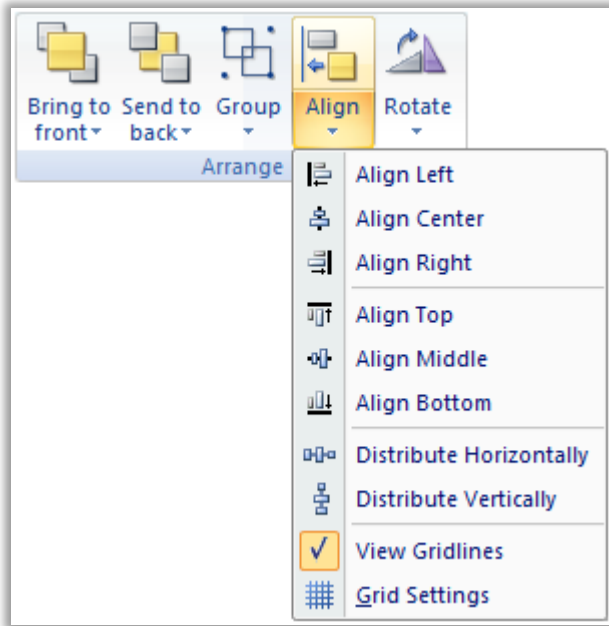 Bring to front
Send to back
Group
Align
Rotate
Arrange
Align Left
Align Center
Align Right
Align Top
Align Middle
Align Bottom
Distribute Horizontally
Distribute Vertically
View Gridlines
Grid Settings